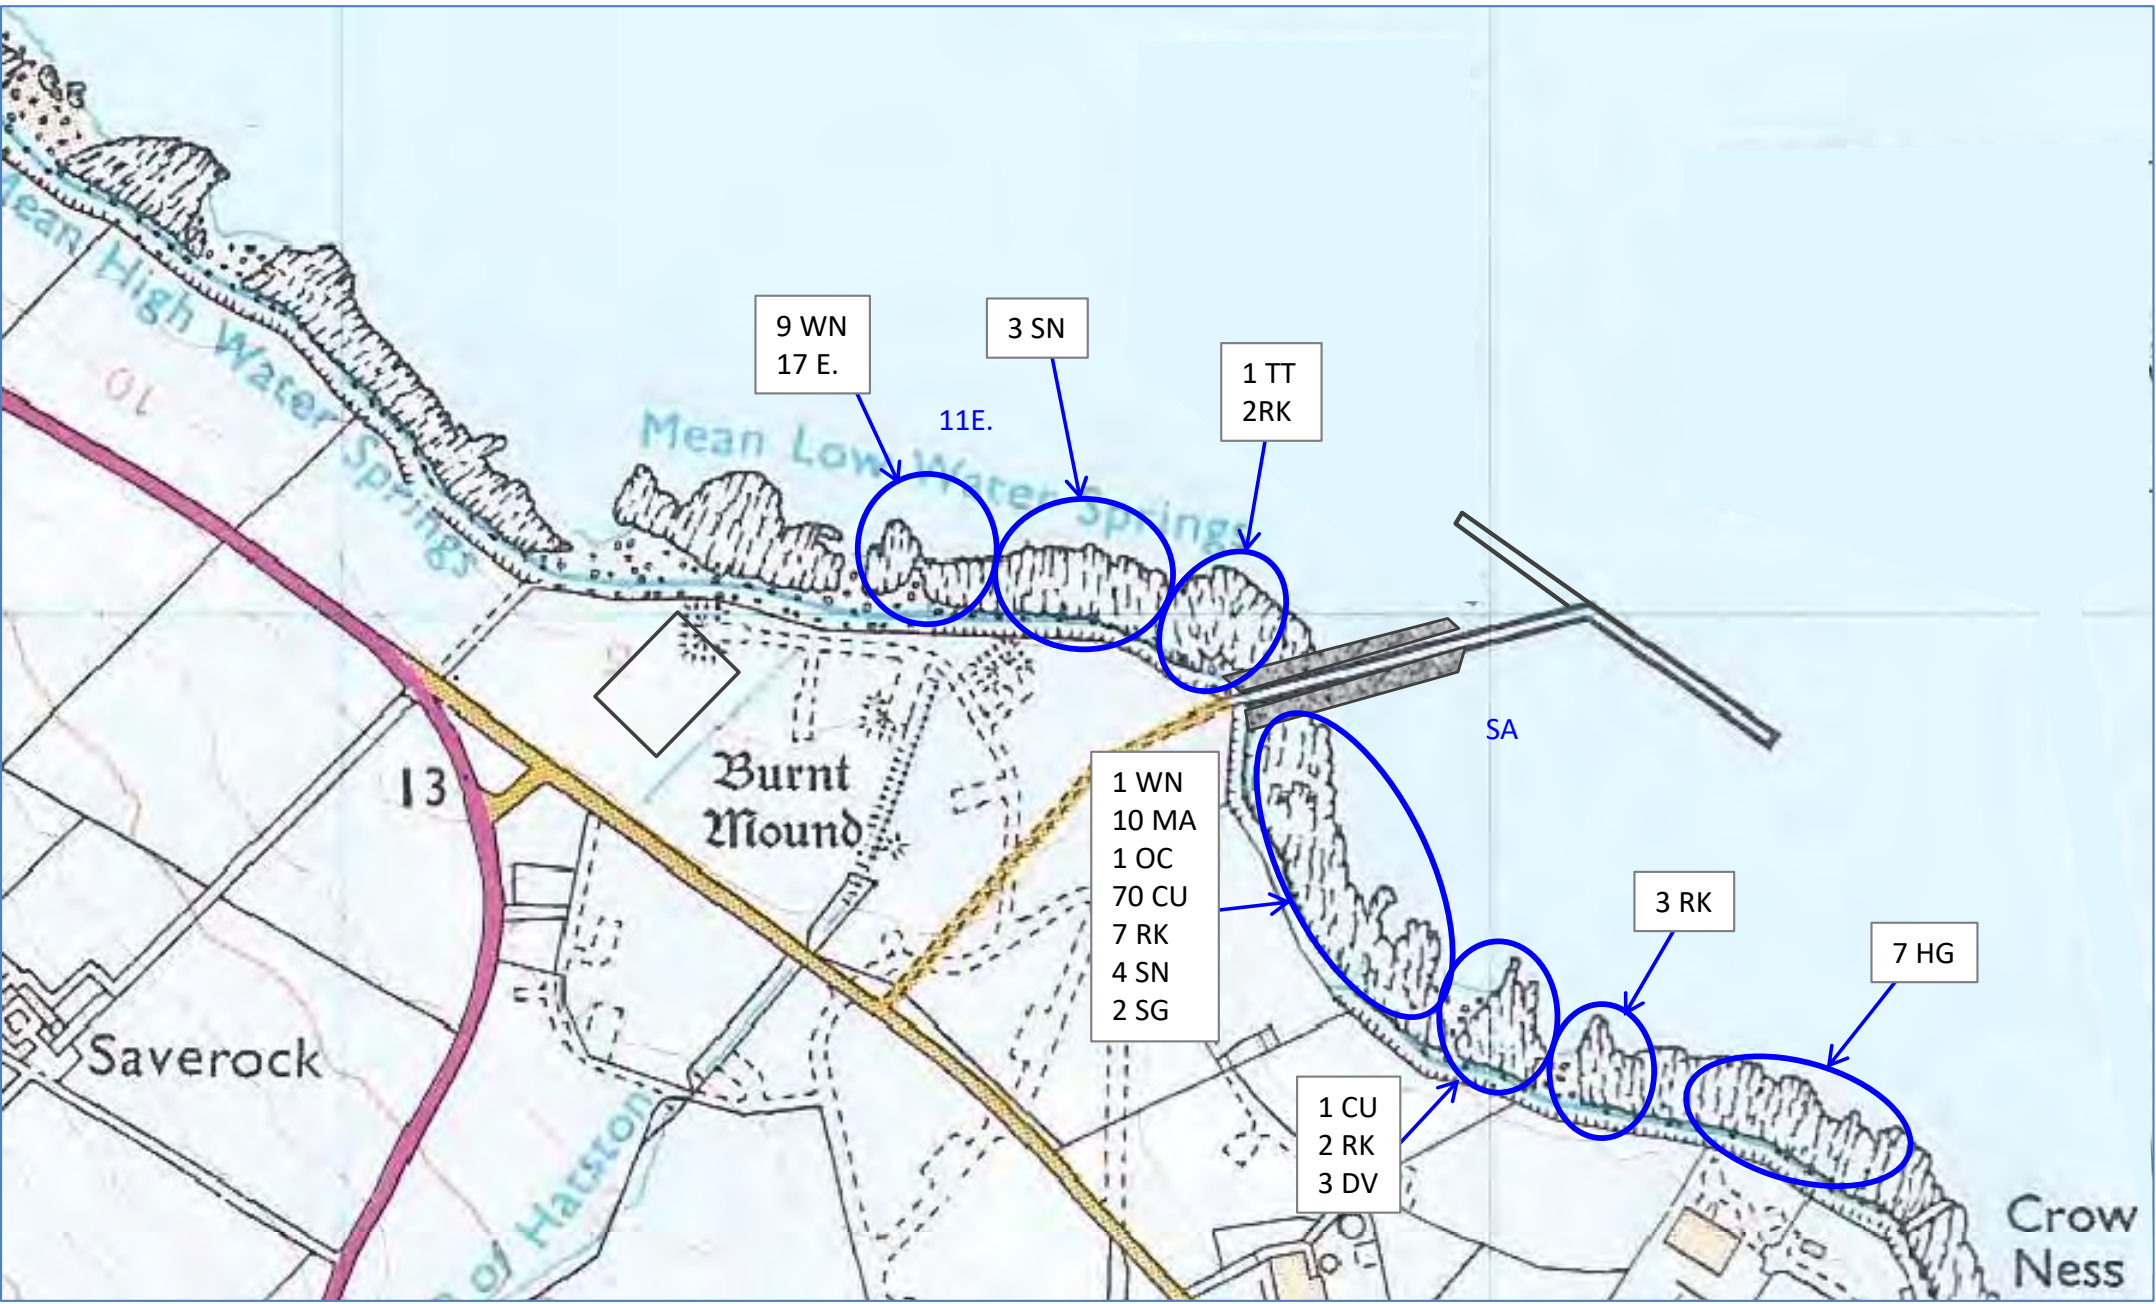 Mean High Water Springs
10
9 WN
17 E.
11E.
3 SN
1 TT
2RK
Mean Low Water Springs
SA
13
Burnt
Mound
1 WN
10 MA
1 OC
70 CU
7 RK
4 SN
2 SG
3 RK
7 HG
Saverock
1 CU
2 RK
3 DV
of Hatston
Crow
Ness